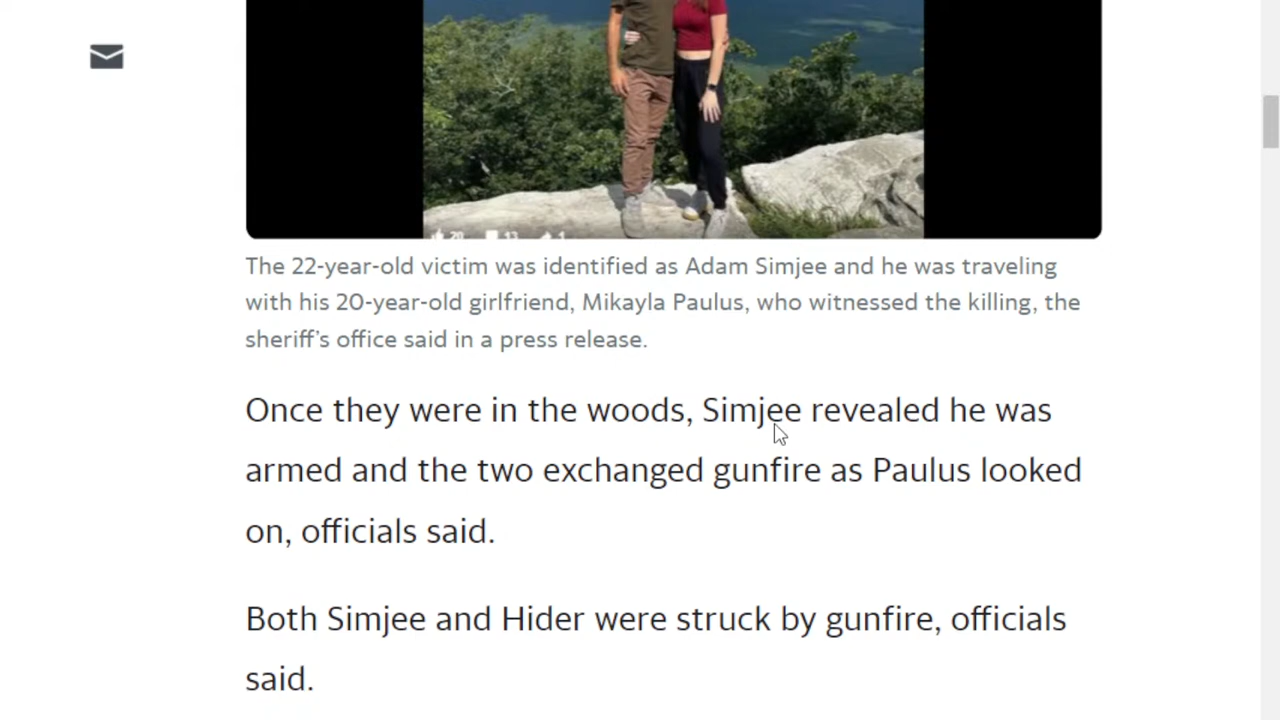 20 13 1
The 22-year-old victim was identified as Adam Simjee and he was traveling
with his 20-year-old girlfriend, Mikayla Paulus, who witnessed the killing, the
sheriff’s office said in a press release.
Once they were in the woods, Simjee revealed he was
armed and the two exchanged gunfire as Paulus looked
on, officials said.
Both Simjee and Hider were struck by gunfire, officials
said.